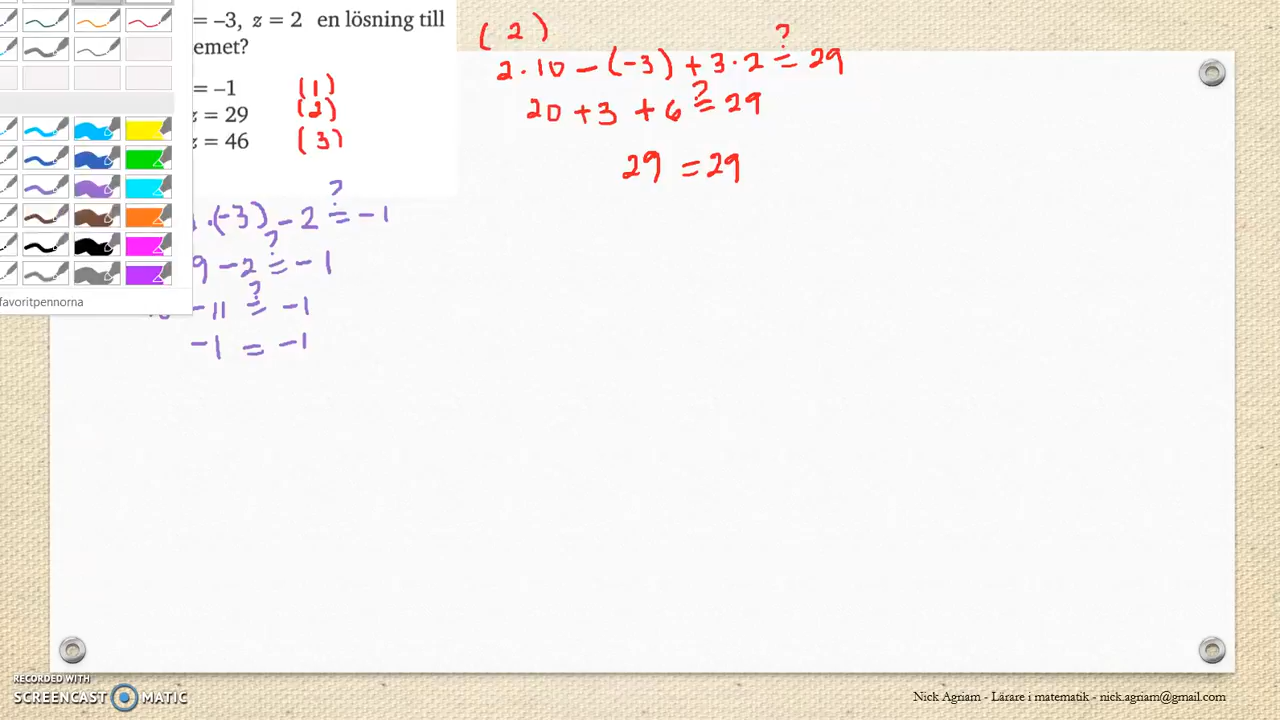 = –3, z = 2 en lösning till
emet?
= –1 (1)
z = 29 (2)
z = 46 (3)
favoritpennorna
·(-3) - 2 ≟ -1
9 - 2 ≟ -1
-11 ≟ -1
-1 = -1
(2)
2·10 - (-3) + 3·2 ≟ 29
20 + 3 + 6 ≟ 29
29 = 29
RECORDED WITH
SCREENCAST MATIC
Nick Agriam - Lärare i matematik - nick.agriam@gmail.com